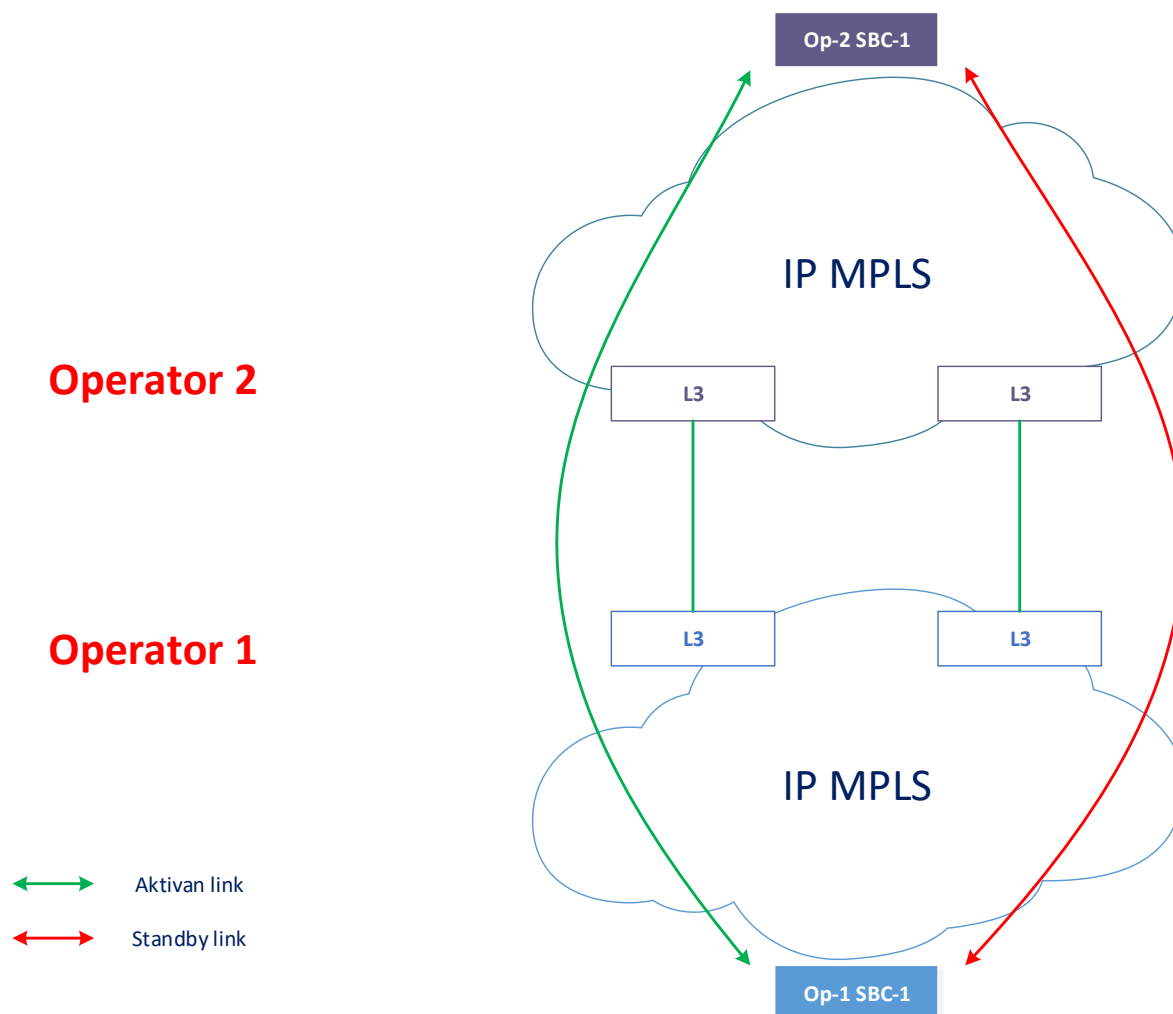 Op-2 SBC-1
IP MPLS
Operator 2
L3
L3
Operator 1
L3
L3
IP MPLS
Aktivan link
Standby link
Op-1 SBC-1